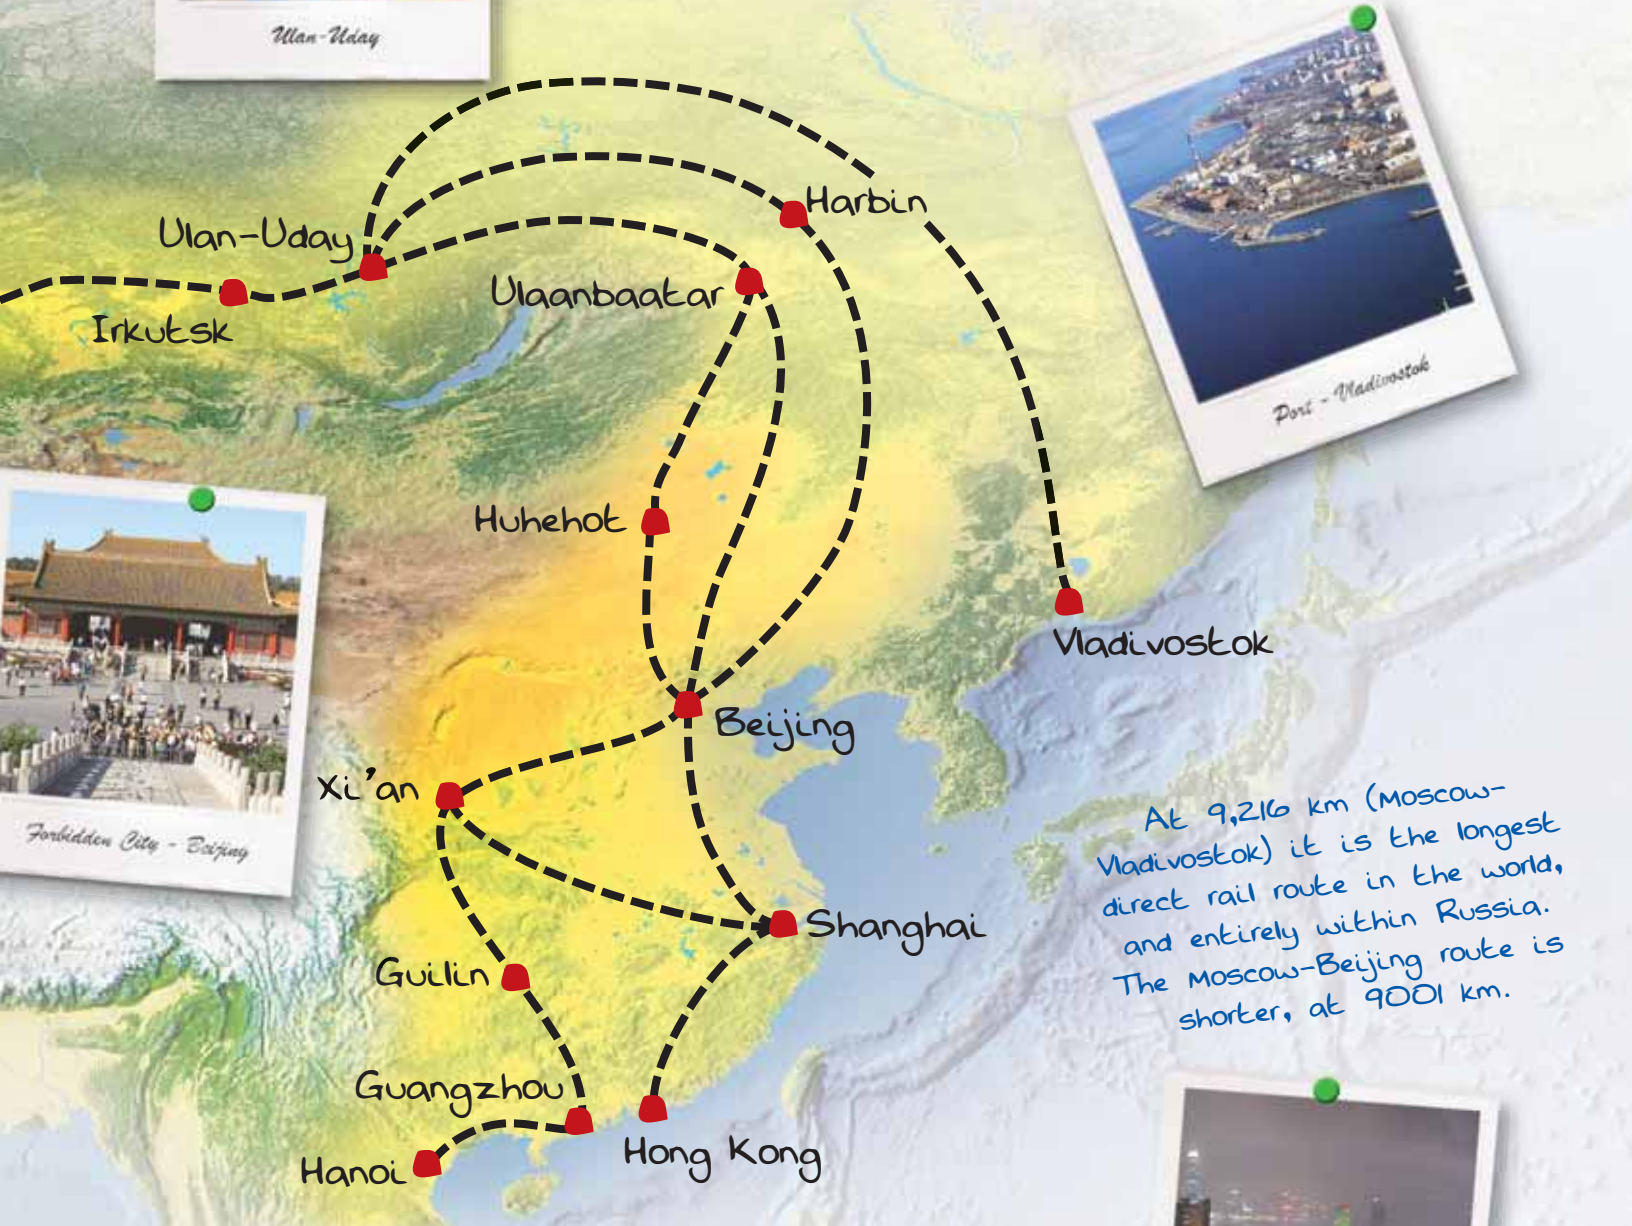 Ulan-Uday
Harbin
Ulan-Uday
Ulaanbaatar
Irkutsk
Port - Vladivostok
Huhehot
Vladivostok
Beijing
Xi'an
Forbidden City - Beijing
At 9,216 km (Moscow-
Vladivostok) it is the longest
direct rail route in the world,
and entirely within Russia.
The Moscow-Beijing route is
shorter, at 9001 km.
Shanghai
Guilin
Guangzhou
Hong Kong
Hanoi